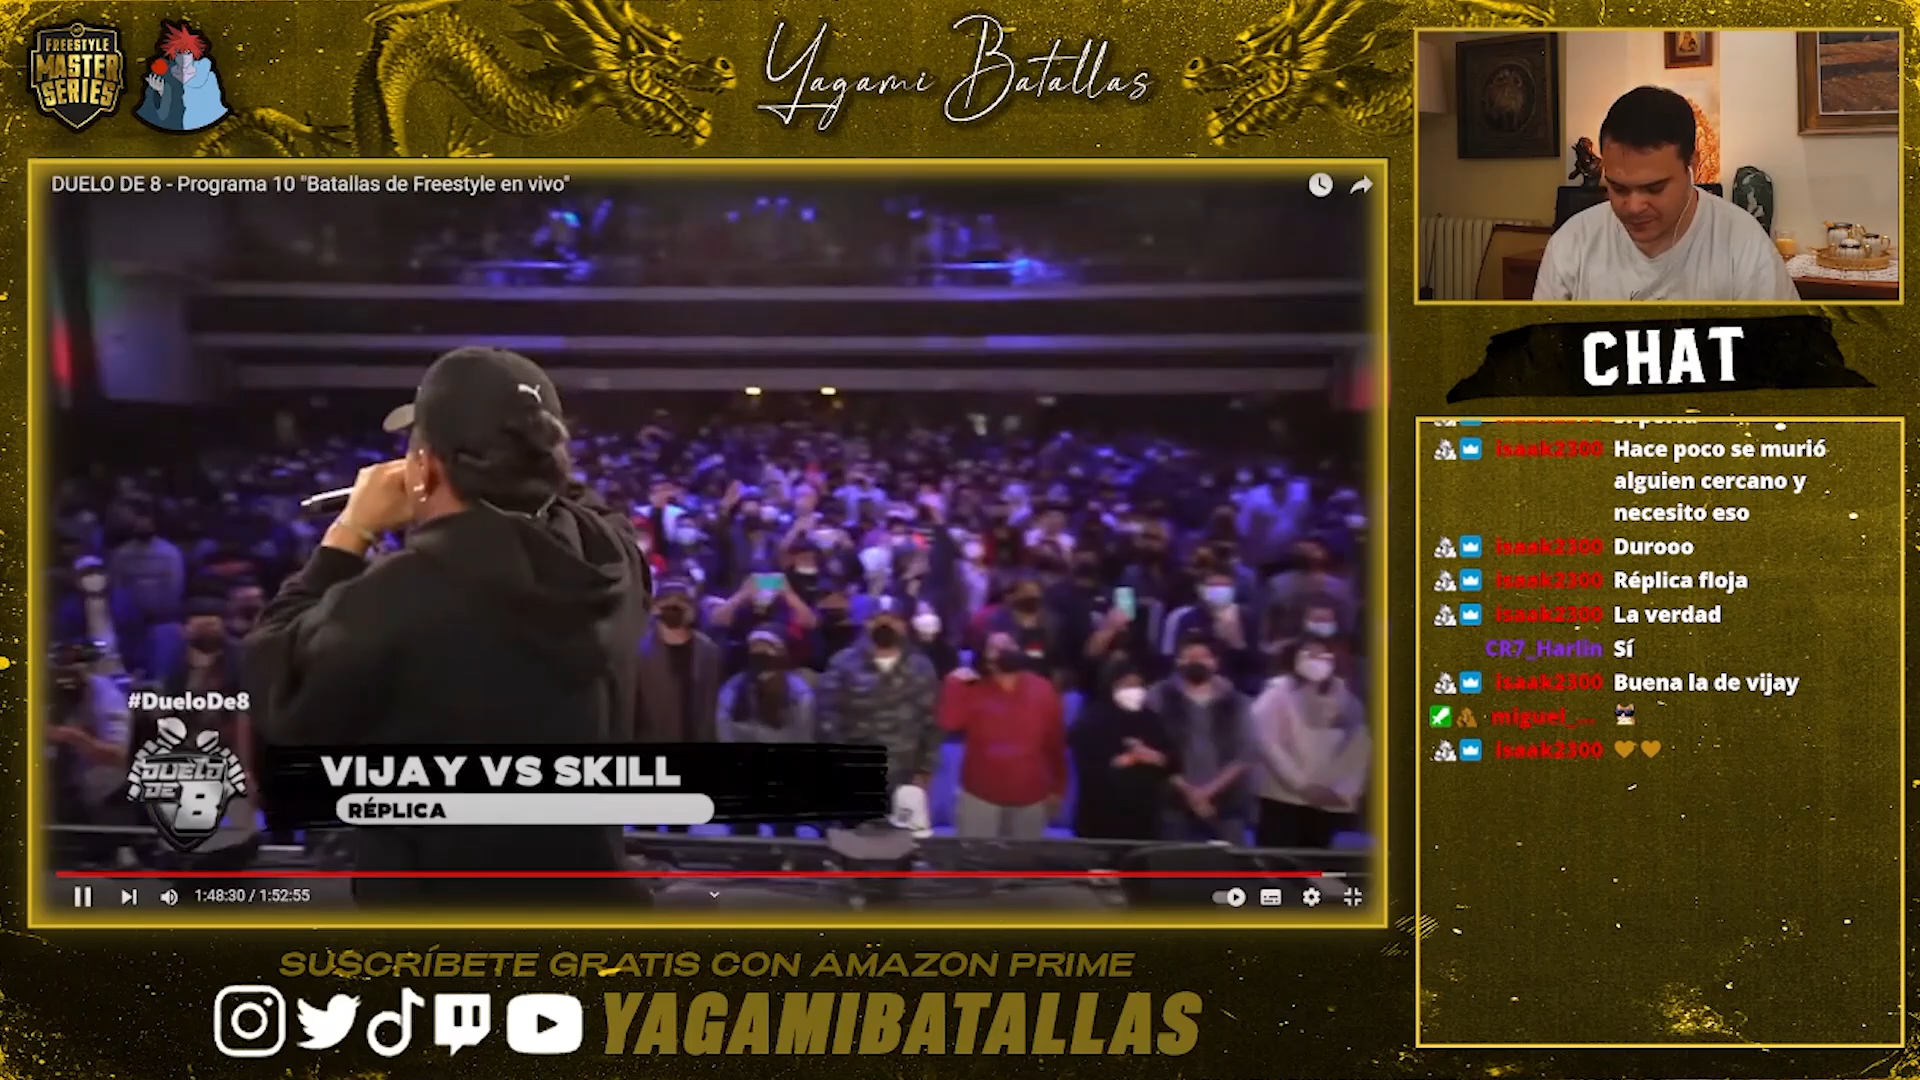 FREESTYLE
MASTER
SERIES
Yagami Batallas
DUELO DE 8 - Programa 10 "Batallas de Freestyle en vivo"
#DueloDe8
DUELO
DE 8
VIJAY VS SKILL
RÉPLICA
1:48:30 / 1:52:55
SUSCRÍBETE GRATIS CON AMAZON PRIME
YAGAMIBATALLAS
CHAT
isaak2300 Hace poco se murió
alguien cercano y
necesito eso
isaak2300 Durooo
isaak2300 Réplica floja
isaak2300 La verdad
CR7_Harlin Sí
isaak2300 Buena la de vijay
miguel_...
isaak2300